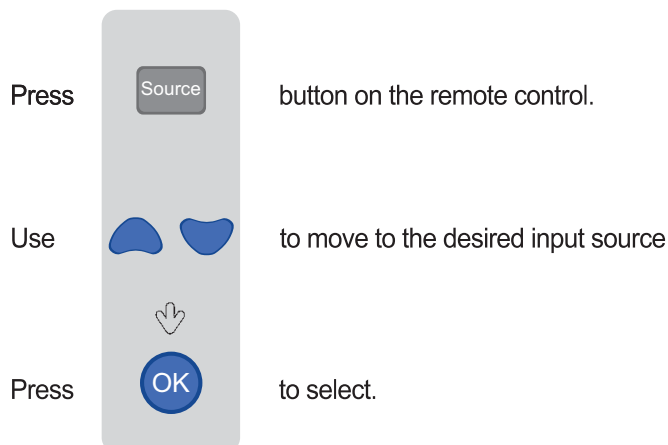 Press Source button on the remote control.
Use to move to the desired input source
Press OK to select.